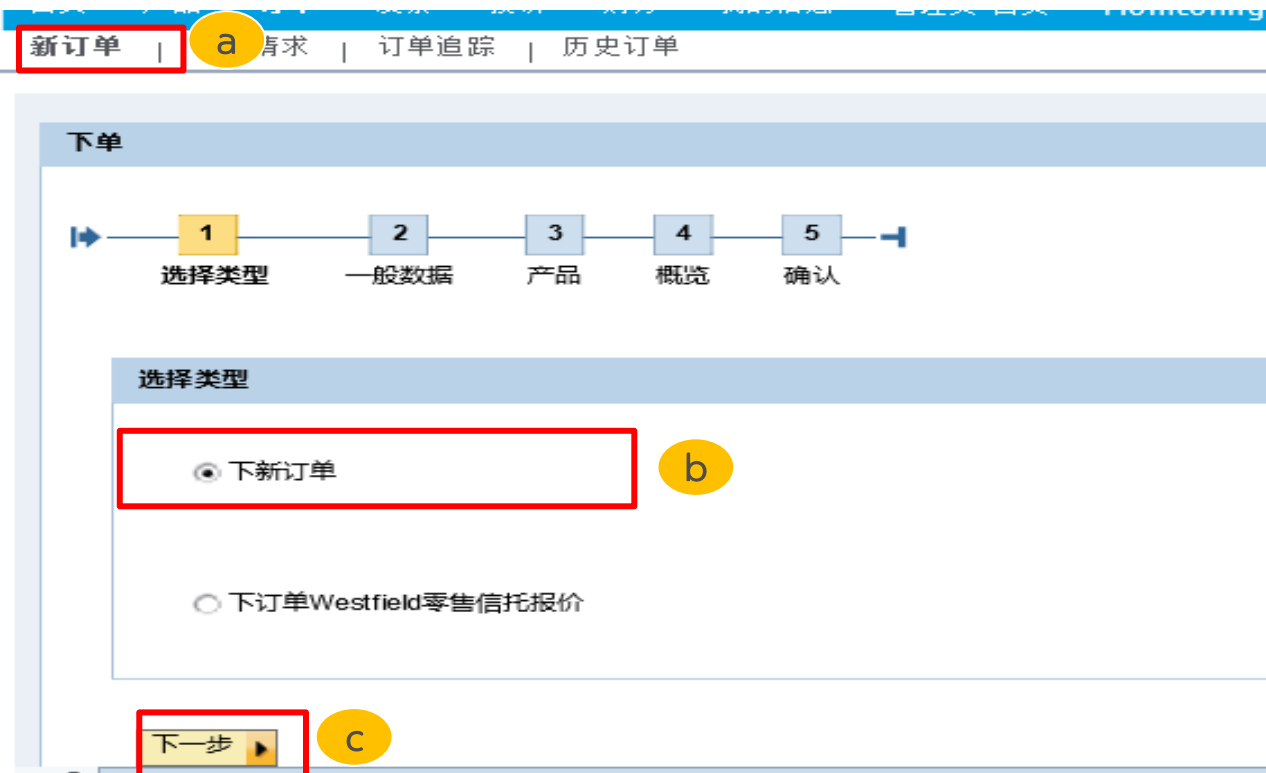 Monitoring
新订单 | a 请求 | 订单追踪 | 历史订单
下单
1 2 3 4 5
选择类型 一般数据 产品 概览 确认
选择类型
下新订单 b
下订单Westfield零售信托报价
下一步 c